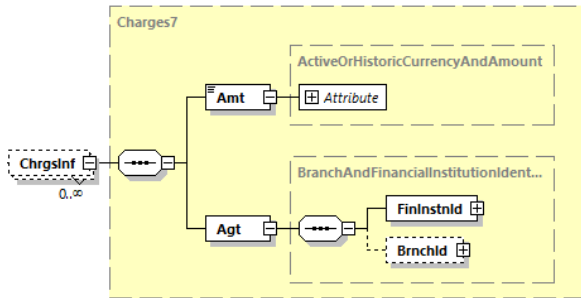 Charges7
ActiveOrHistoricCurrencyAndAmount
Amt
Attribute
ChrgsInf
0..∞
BranchAndFinancialInstitutionIdent...
FinInstnId
Agt
BrnchId